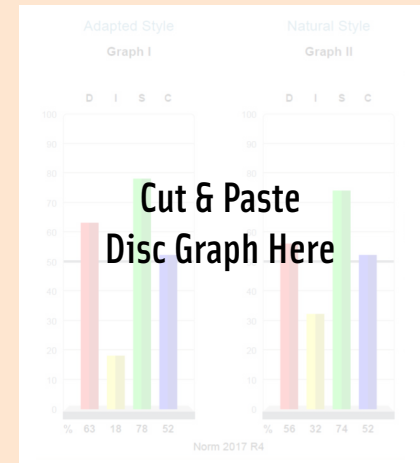 Adapted Style Natural Style
Graph I Graph II
D I S C D I S C
100 100
90 90
80 80
70 70
Cut & Paste
60 60
Disc Graph Here
50 50
40 40
30 30
20 20
10 10
0 0
% 63 18 78 52 % 56 32 74 52
Norm 2017 R4